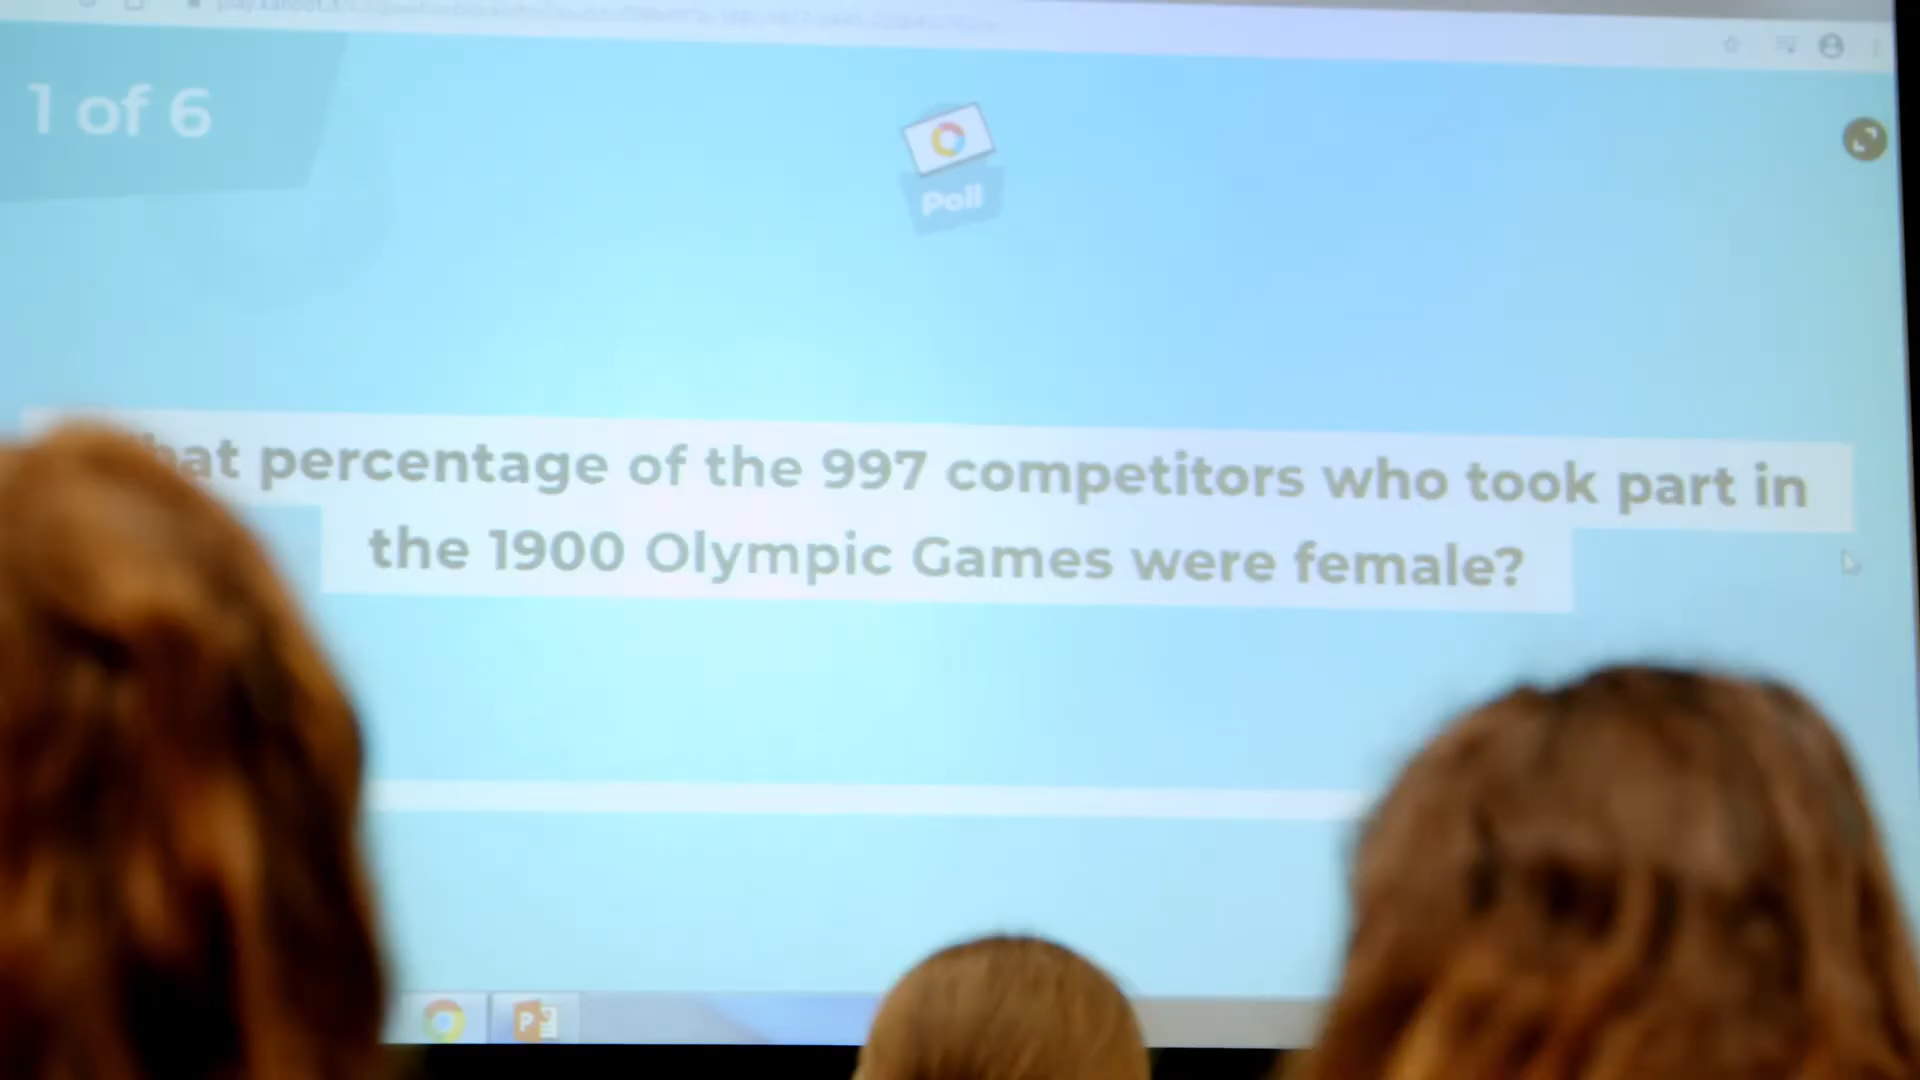 1 of 6
Poll
percentage of the 997 competitors who took part in
the 1900 Olympic Games were female?